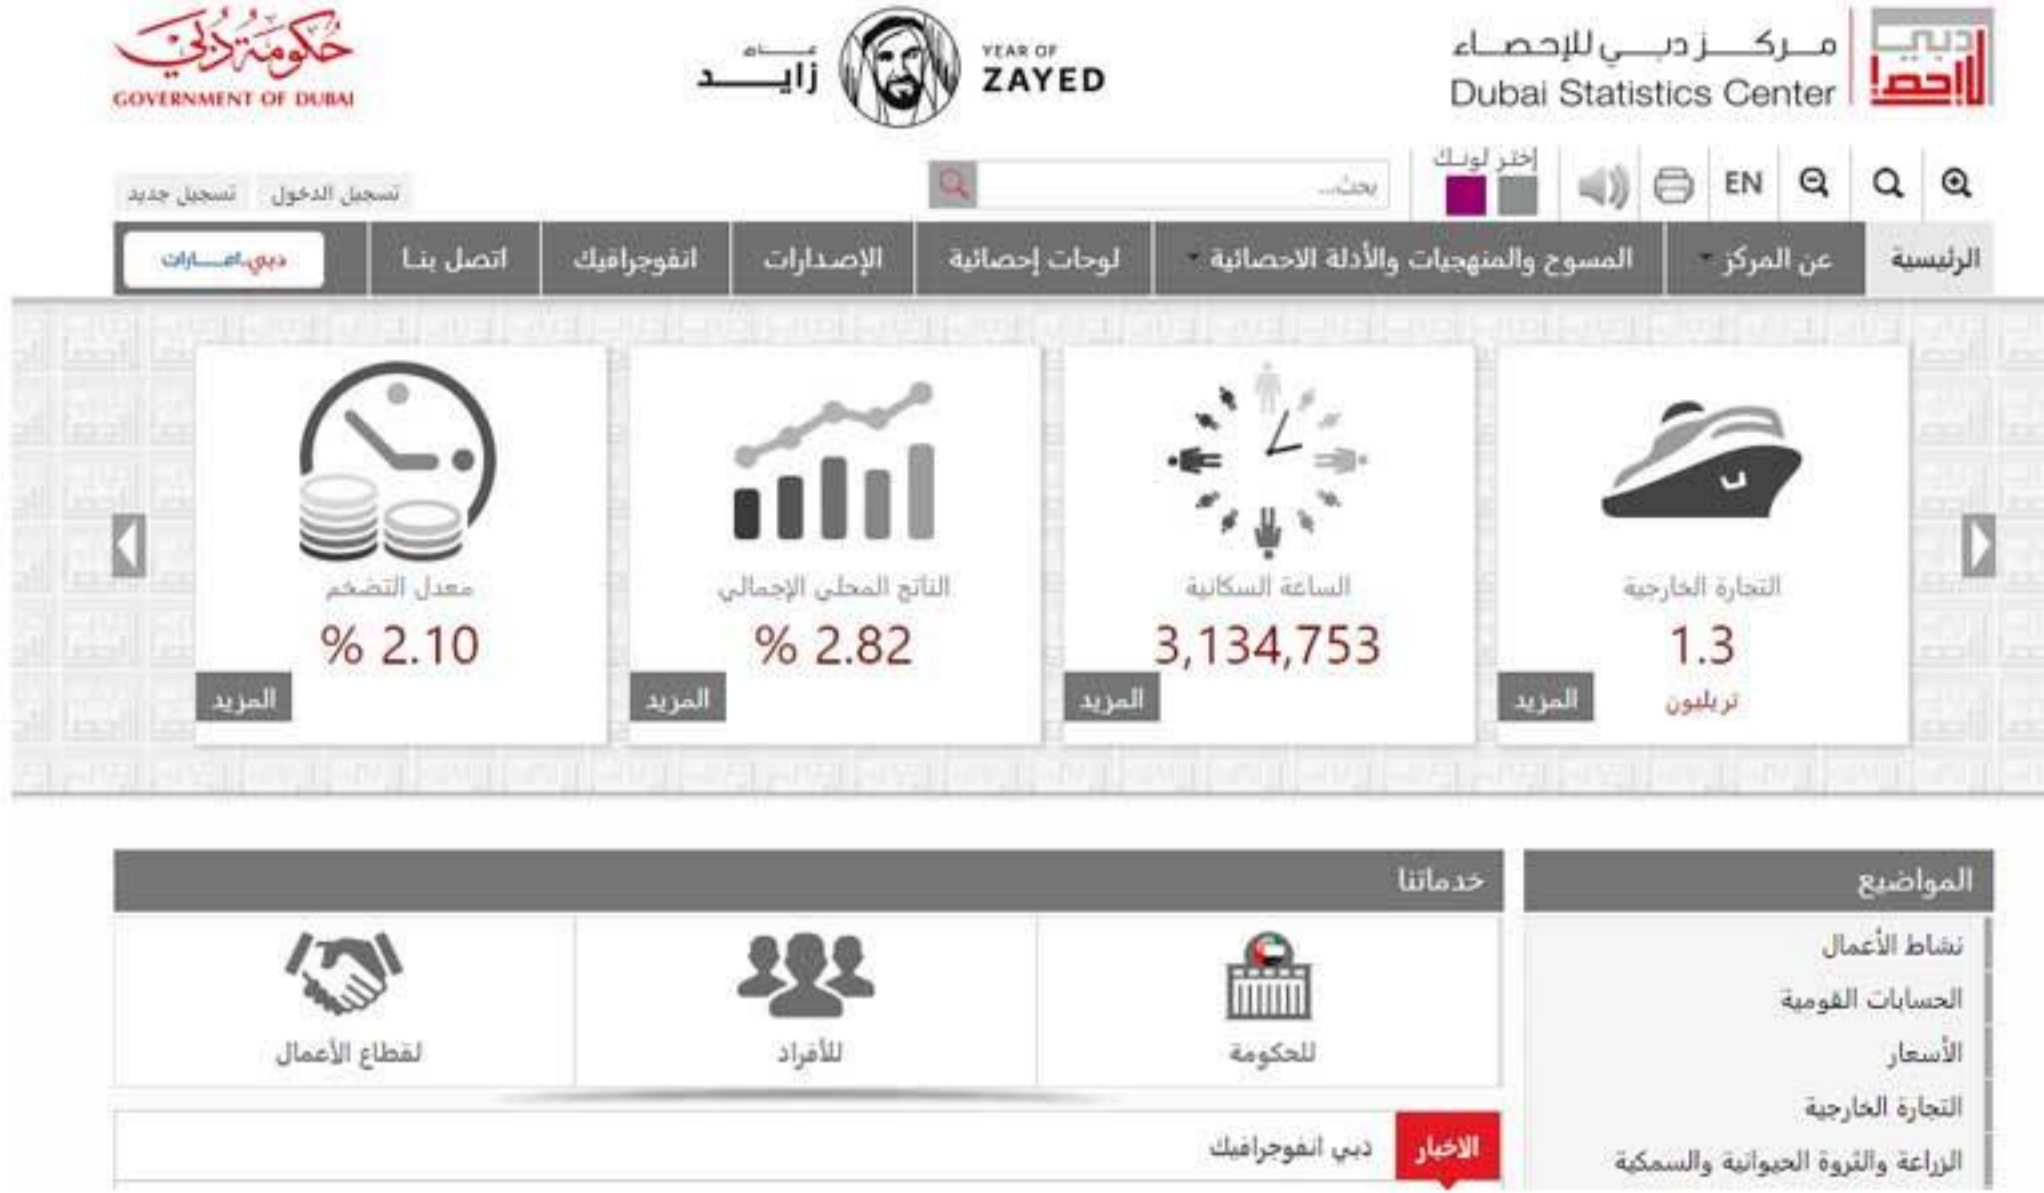 حكومة دبي
GOVERNMENT OF DUBAI
عام
زايد
YEAR OF
ZAYED
مركز دبي للإحصاء
Dubai Statistics Center
دبي
الإحصاء
إختر لونك
EN
بحث...
تسجيل الدخول
تسجيل جديد
الرئيسية
عن المركز
المسوح والمنهجيات والأدلة الاحصائية
لوحات إحصائية
الإصدارات
انفوجرافيك
اتصل بنا
دبي.امارات
التجارة الخارجية
1.3
تريليون
المزيد
الساعة السكانية
3,134,753
المزيد
الناتج المحلي الإجمالي
% 2.82
المزيد
معدل التضخم
% 2.10
المزيد
المواضيع
نشاط الأعمال
الحسابات القومية
الأسعار
التجارة الخارجية
الزراعة والثروة الحيوانية والسمكية
خدماتنا
للحكومة
للأفراد
لقطاع الأعمال
الاخبار
دبي انفوجرافيك